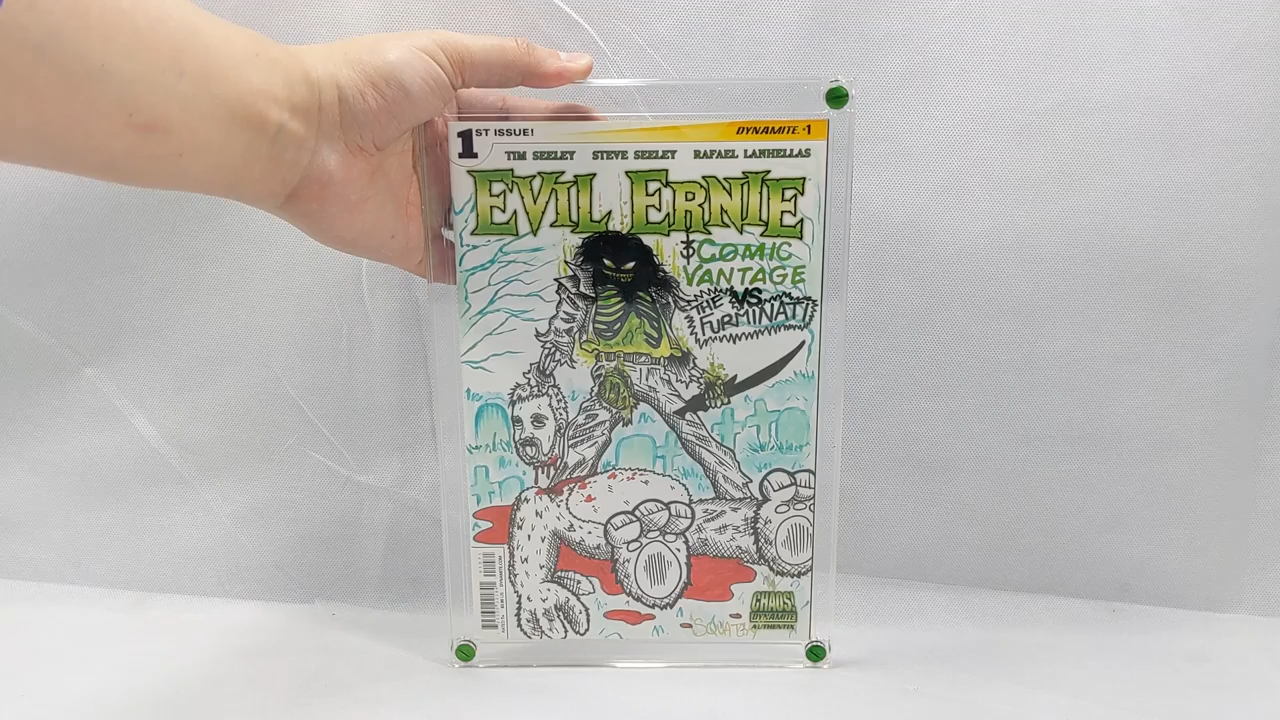 1ST ISSUE!
DYNAMITE. #1
TIM SEELEY STEVE SEELEY RAFAEL LANHELLAS
EVIL ERNIE
& COMIC
VANTAGE
VS.
THE
FURMINATI
CHAOS!
DYNAMITE
AUTHENTIX